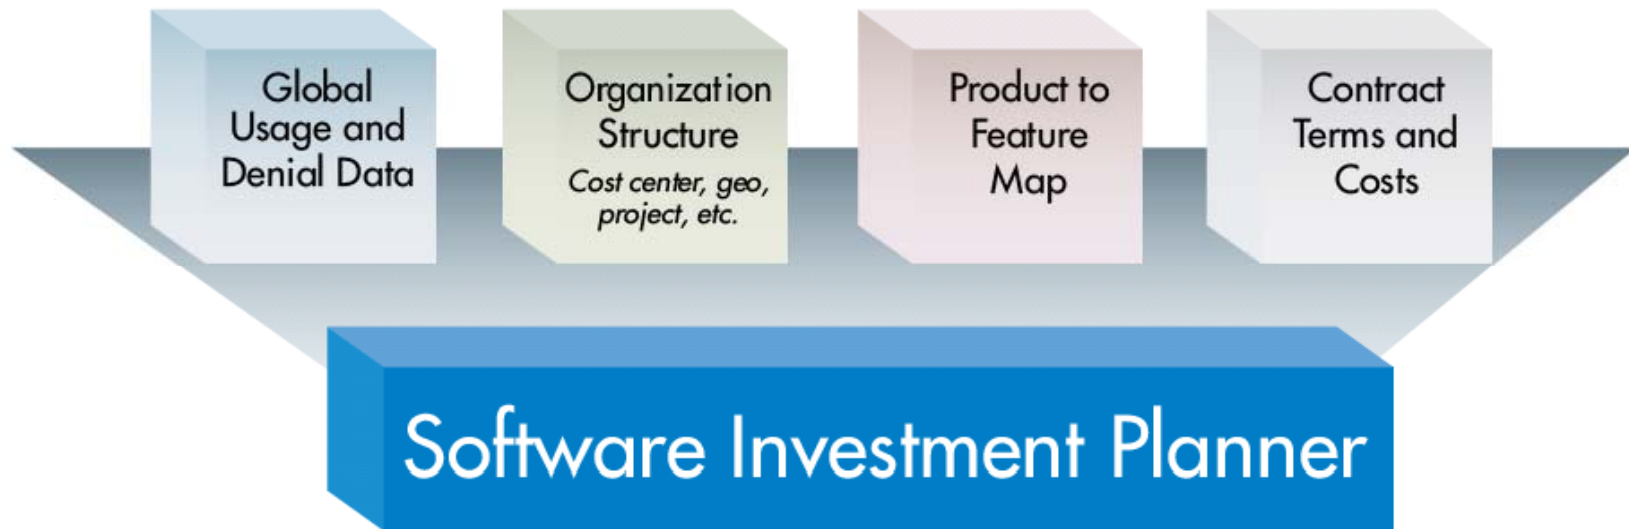 Global
Usage and
Denial Data
Organization
Structure
Cost center, geo,
project, etc.
Product to
Feature
Map
Contract
Terms and
Costs
Software Investment Planner